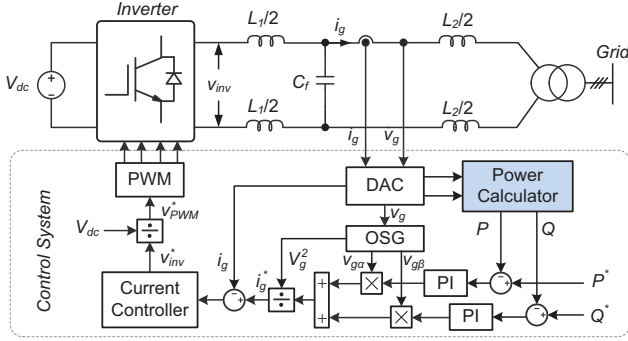 Inverter
L1/2
ig
L2/2
Grid
Vdc
vinv
Cf
L1/2
L2/2
ig
vg
PWM
DAC
Power Calculator
v*PWM
Vdc
÷
vg
P
Q
Control System
v*inv
OSG
ig
V2g
vgα
vgβ
Current Controller
i*g
÷
+
+
×
PI
P*
×
PI
Q*